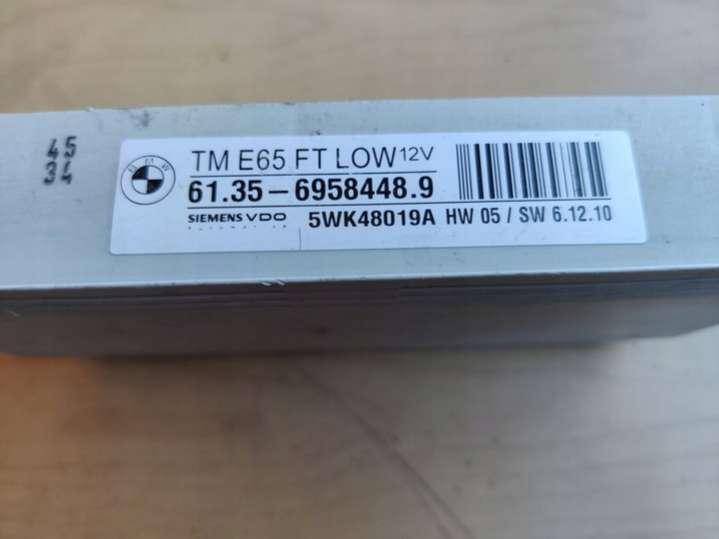 45
34
BMW
TM E65 FT LOW 12V
61.35-6958448.9
SIEMENS VDO 5WK48019A HW 05 / SW 6.12.10